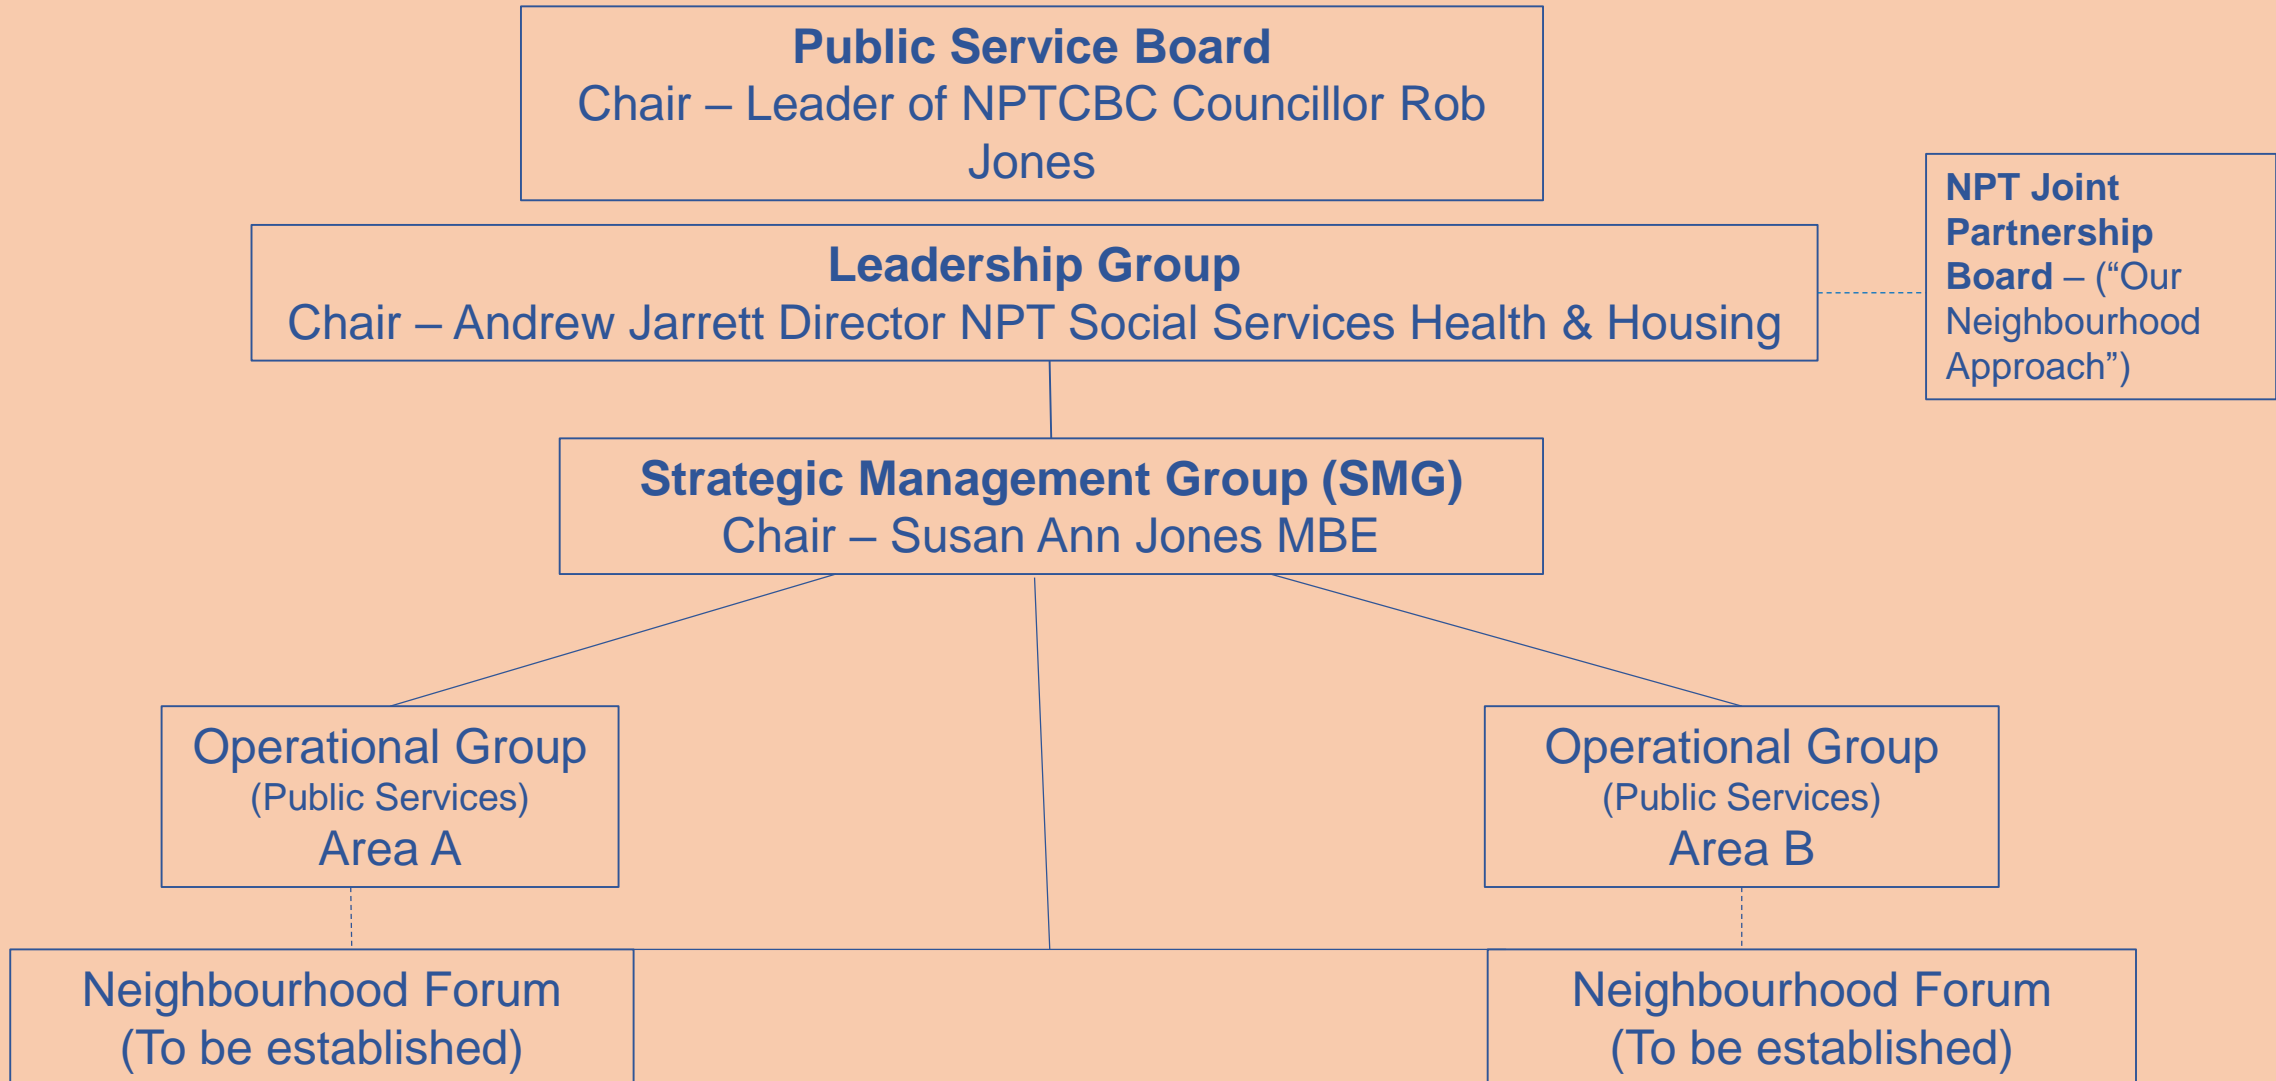 Public Service Board
Chair – Leader of NPTCBC Councillor Rob
Jones
NPT Joint
Partnership
Board – (“Our
Neighbourhood
Approach”)
Leadership Group
Chair – Andrew Jarrett Director NPT Social Services Health & Housing
Strategic Management Group (SMG)
Chair – Susan Ann Jones MBE
Operational Group
(Public Services)
Area A
Operational Group
(Public Services)
Area B
Neighbourhood Forum
(To be established)
Neighbourhood Forum
(To be established)